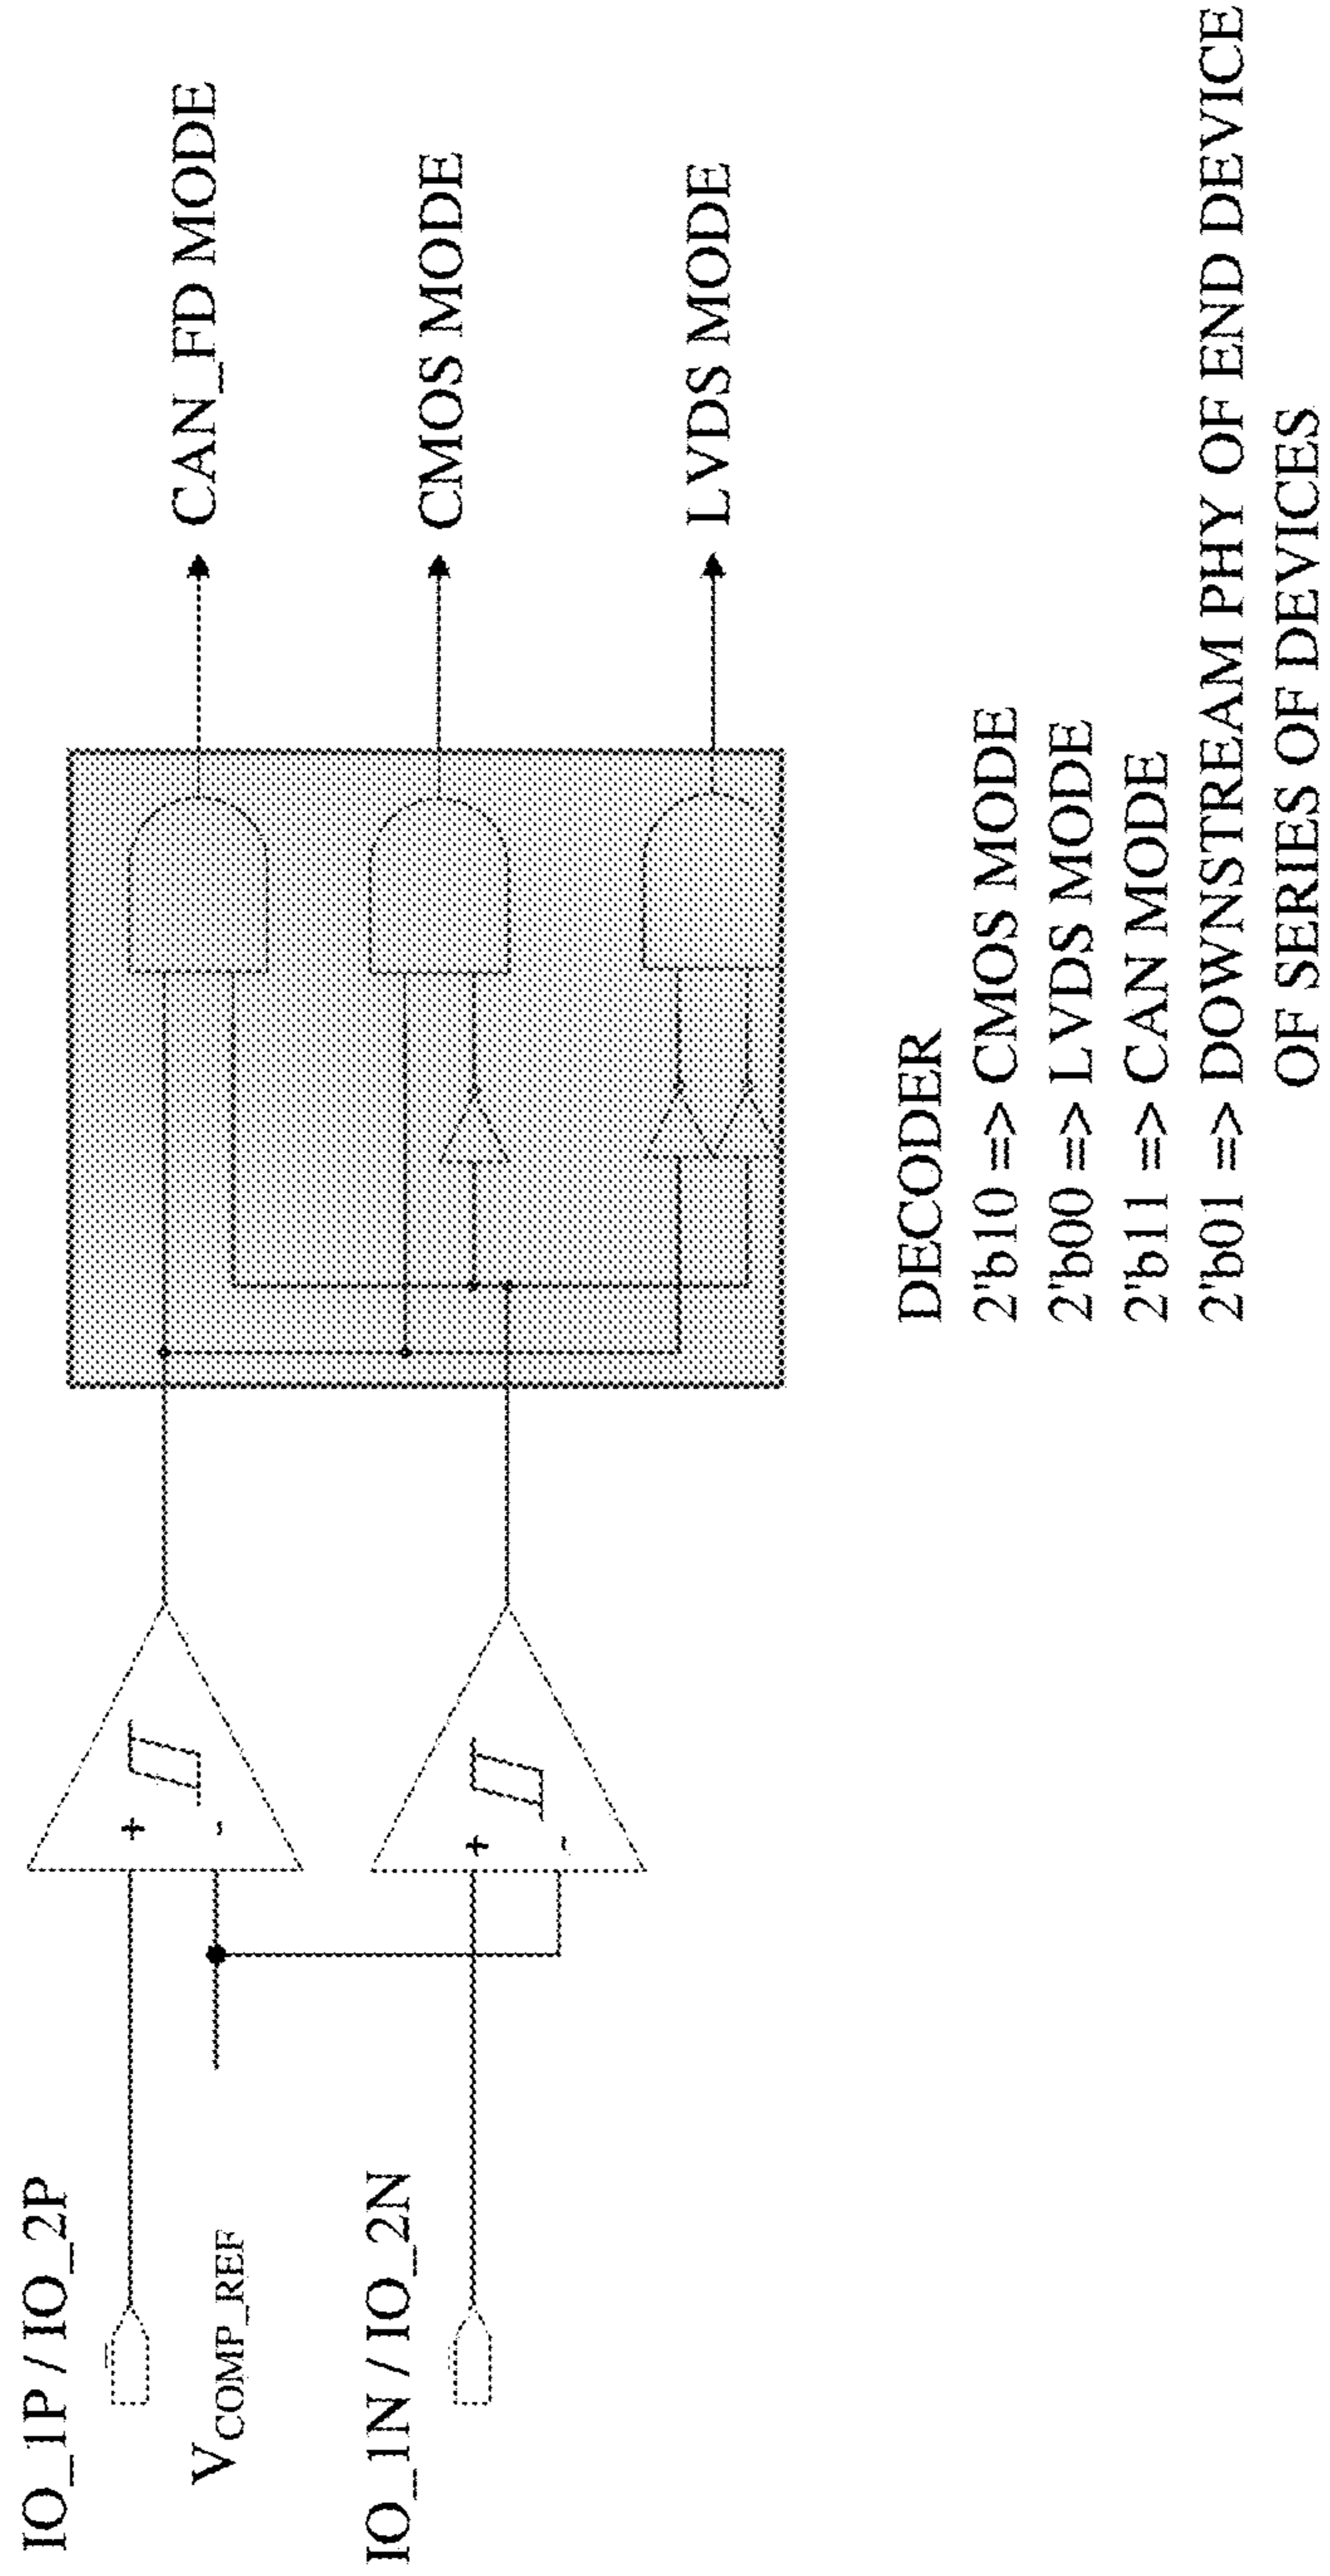 IO_1P / IO_2P
+
-
CAN_FD MODE
VCOMP_REF
IO_1N / IO_2N
+
-
CMOS MODE
LVDS MODE
DECODER
2'b10 => CMOS MODE
2'b00 => LVDS MODE
2'b11 => CAN MODE
2'b01 => DOWNSTREAM PHY OF END DEVICE
OF SERIES OF DEVICES